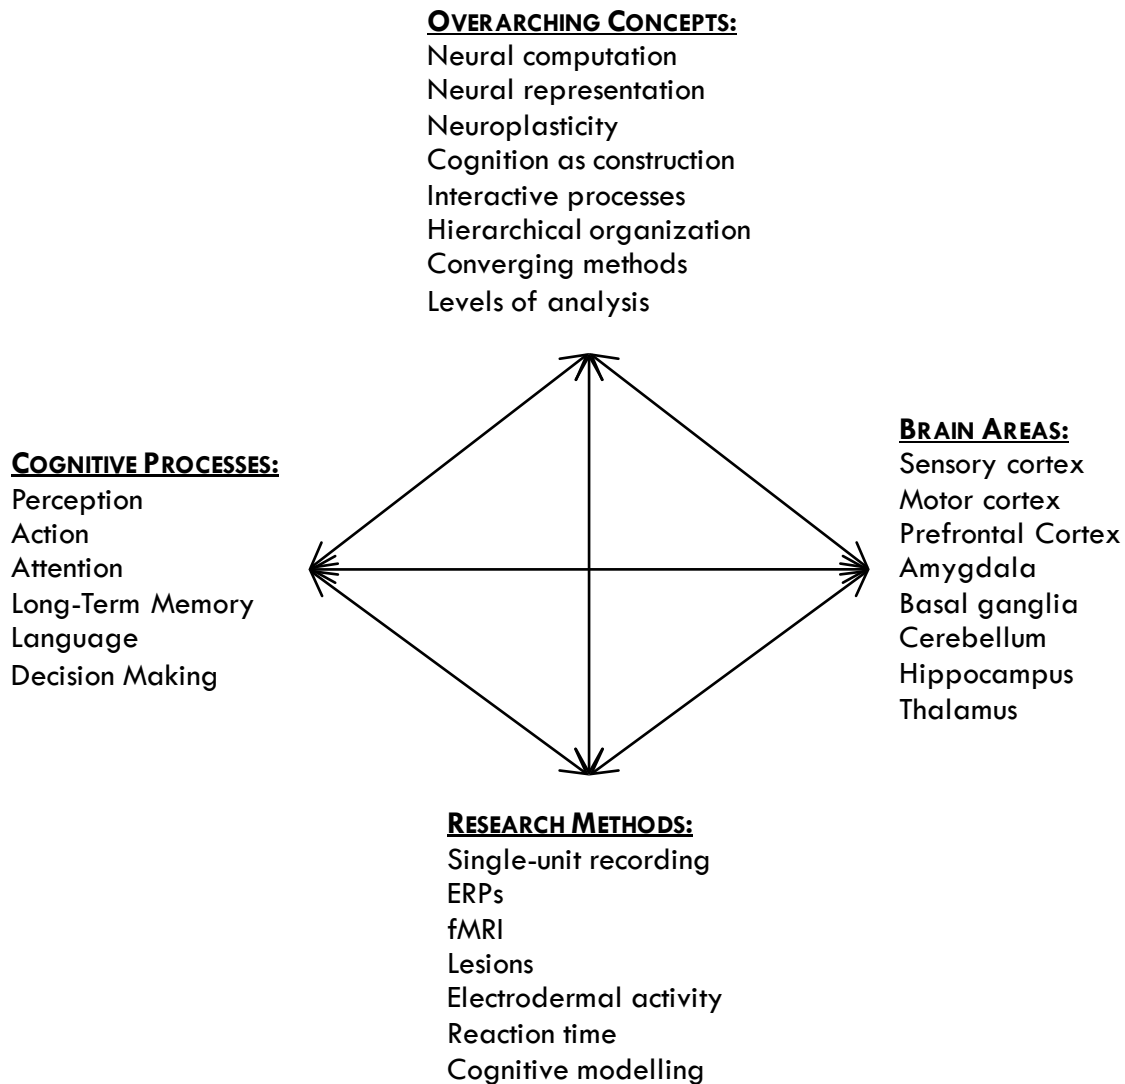 OVERARCHING CONCEPTS:
Neural computation
Neural representation
Neuroplasticity
Cognition as construction
Interactive processes
Hierarchical organization
Converging methods
Levels of analysis
COGNITIVE PROCESSES:
Perception
Action
Attention
Long-Term Memory
Language
Decision Making
BRAIN AREAS:
Sensory cortex
Motor cortex
Prefrontal Cortex
Amygdala
Basal ganglia
Cerebellum
Hippocampus
Thalamus
RESEARCH METHODS:
Single-unit recording
ERPs
fMRI
Lesions
Electrodermal activity
Reaction time
Cognitive modelling